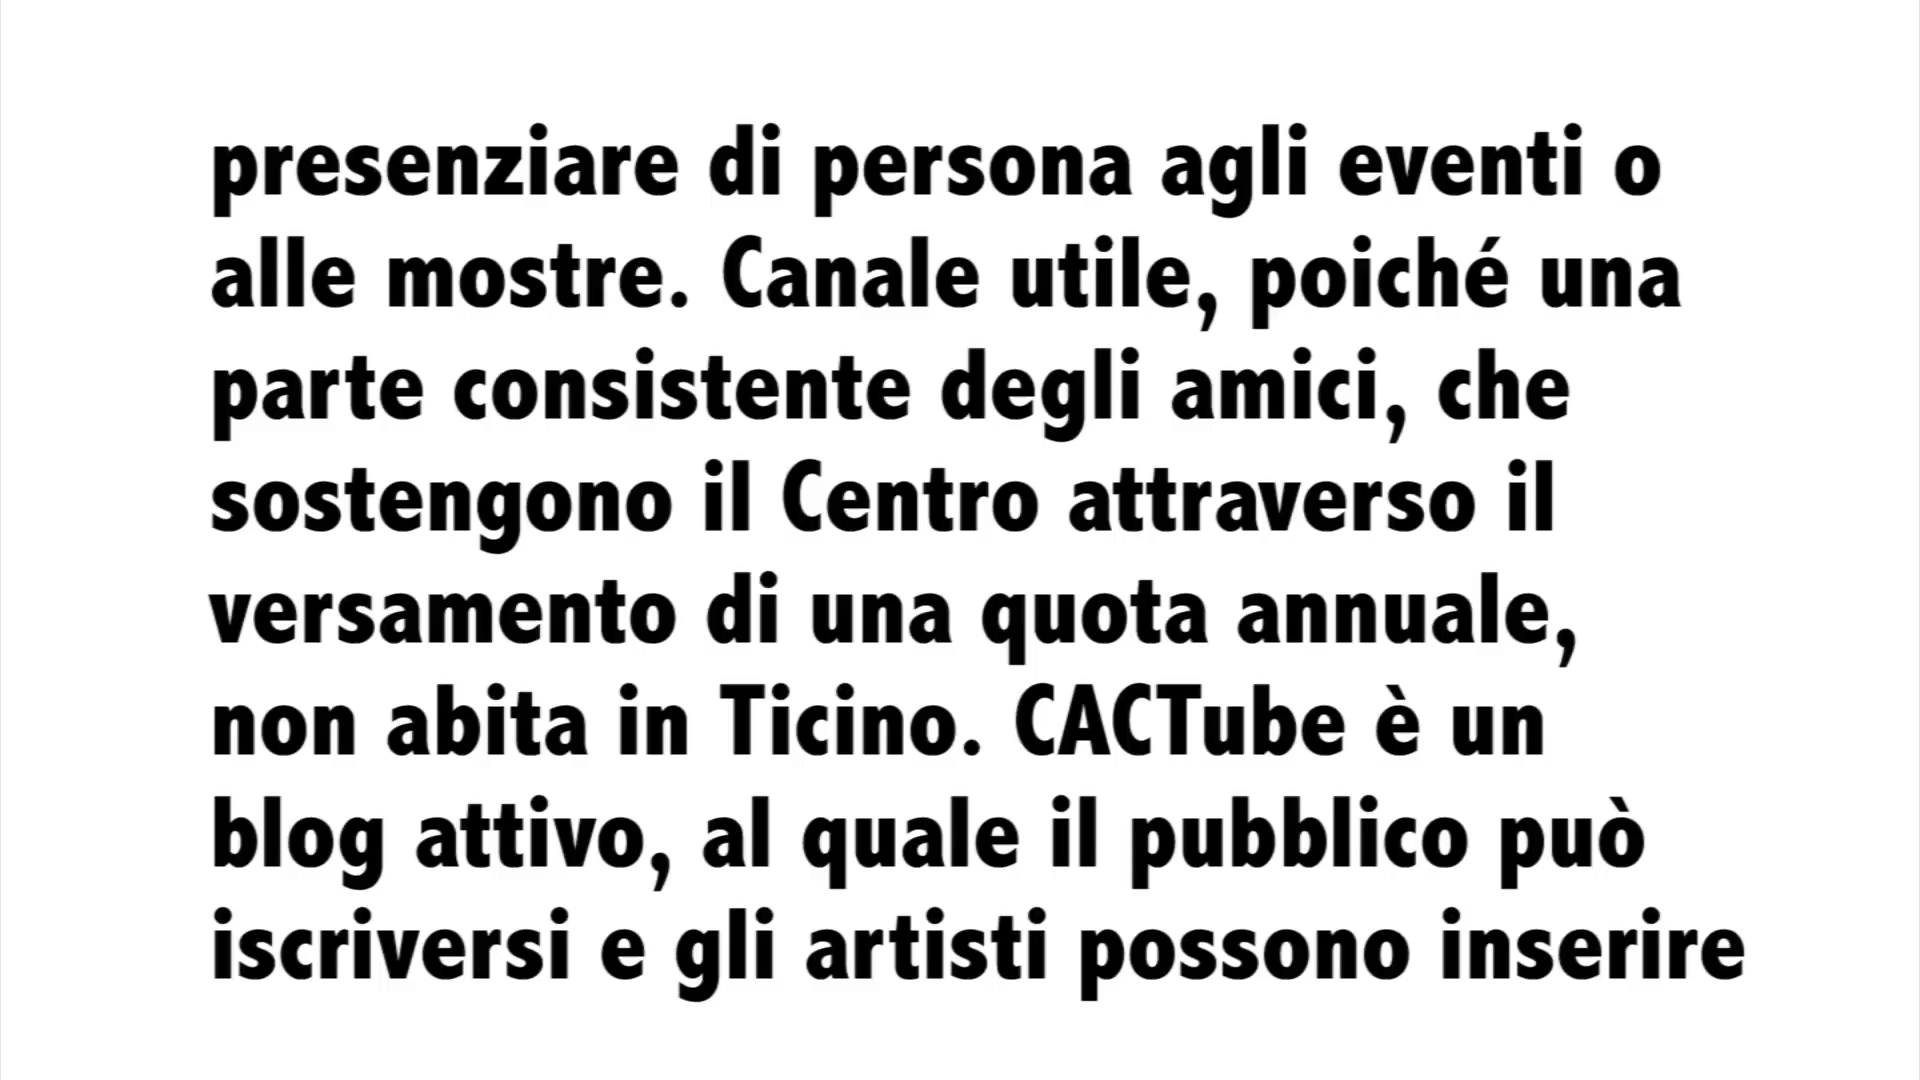 presenziare di persona agli eventi o
alle mostre. Canale utile, poiché una
parte consistente degli amici, che
sostengono il Centro attraverso il
versamento di una quota annuale,
non abita in Ticino. CACTube è un
blog attivo, al quale il pubblico può
iscriversi e gli artisti possono inserire